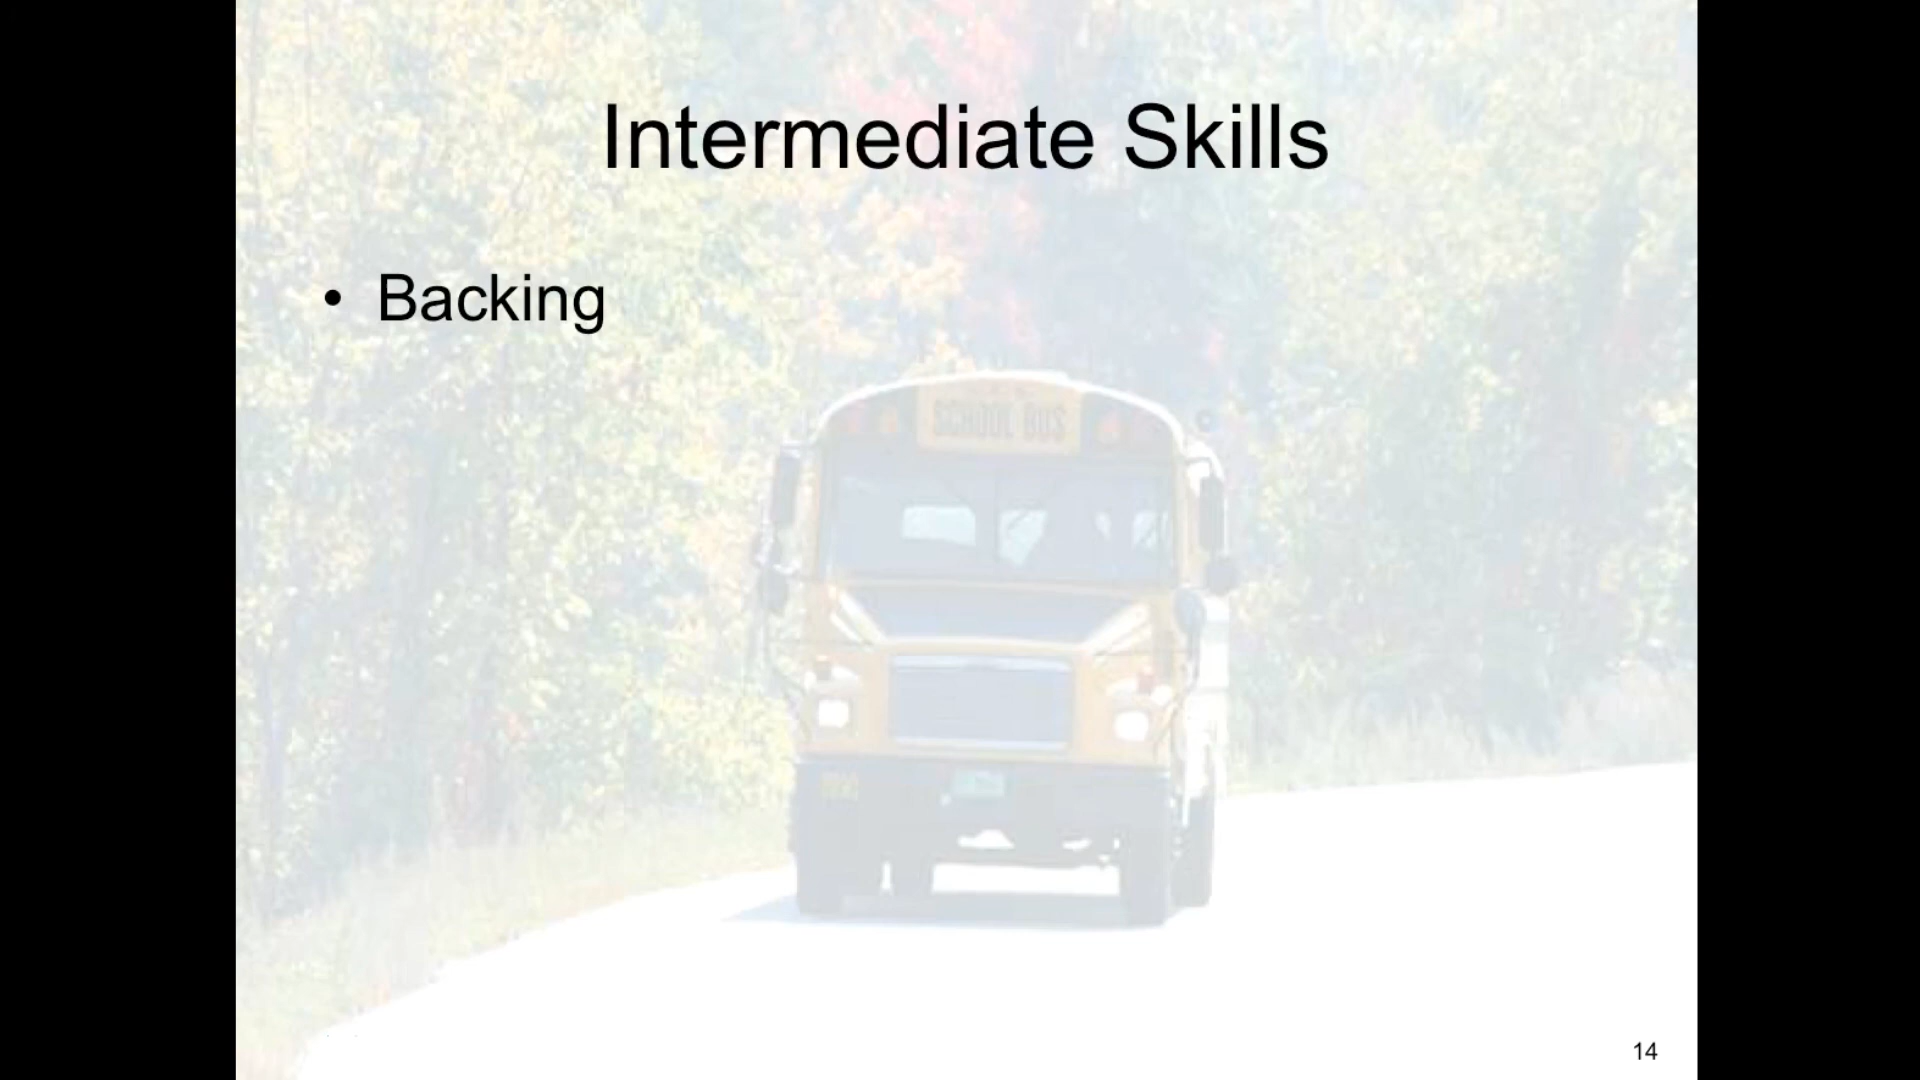 Intermediate Skills
• Backing
SCHOOL BUS
14